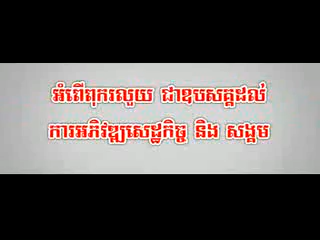 អំពើពុករលួយ ជាឧបសគ្គដល់
ការអភិវឌ្ឍសេដ្ឋកិច្ច និង សង្គម